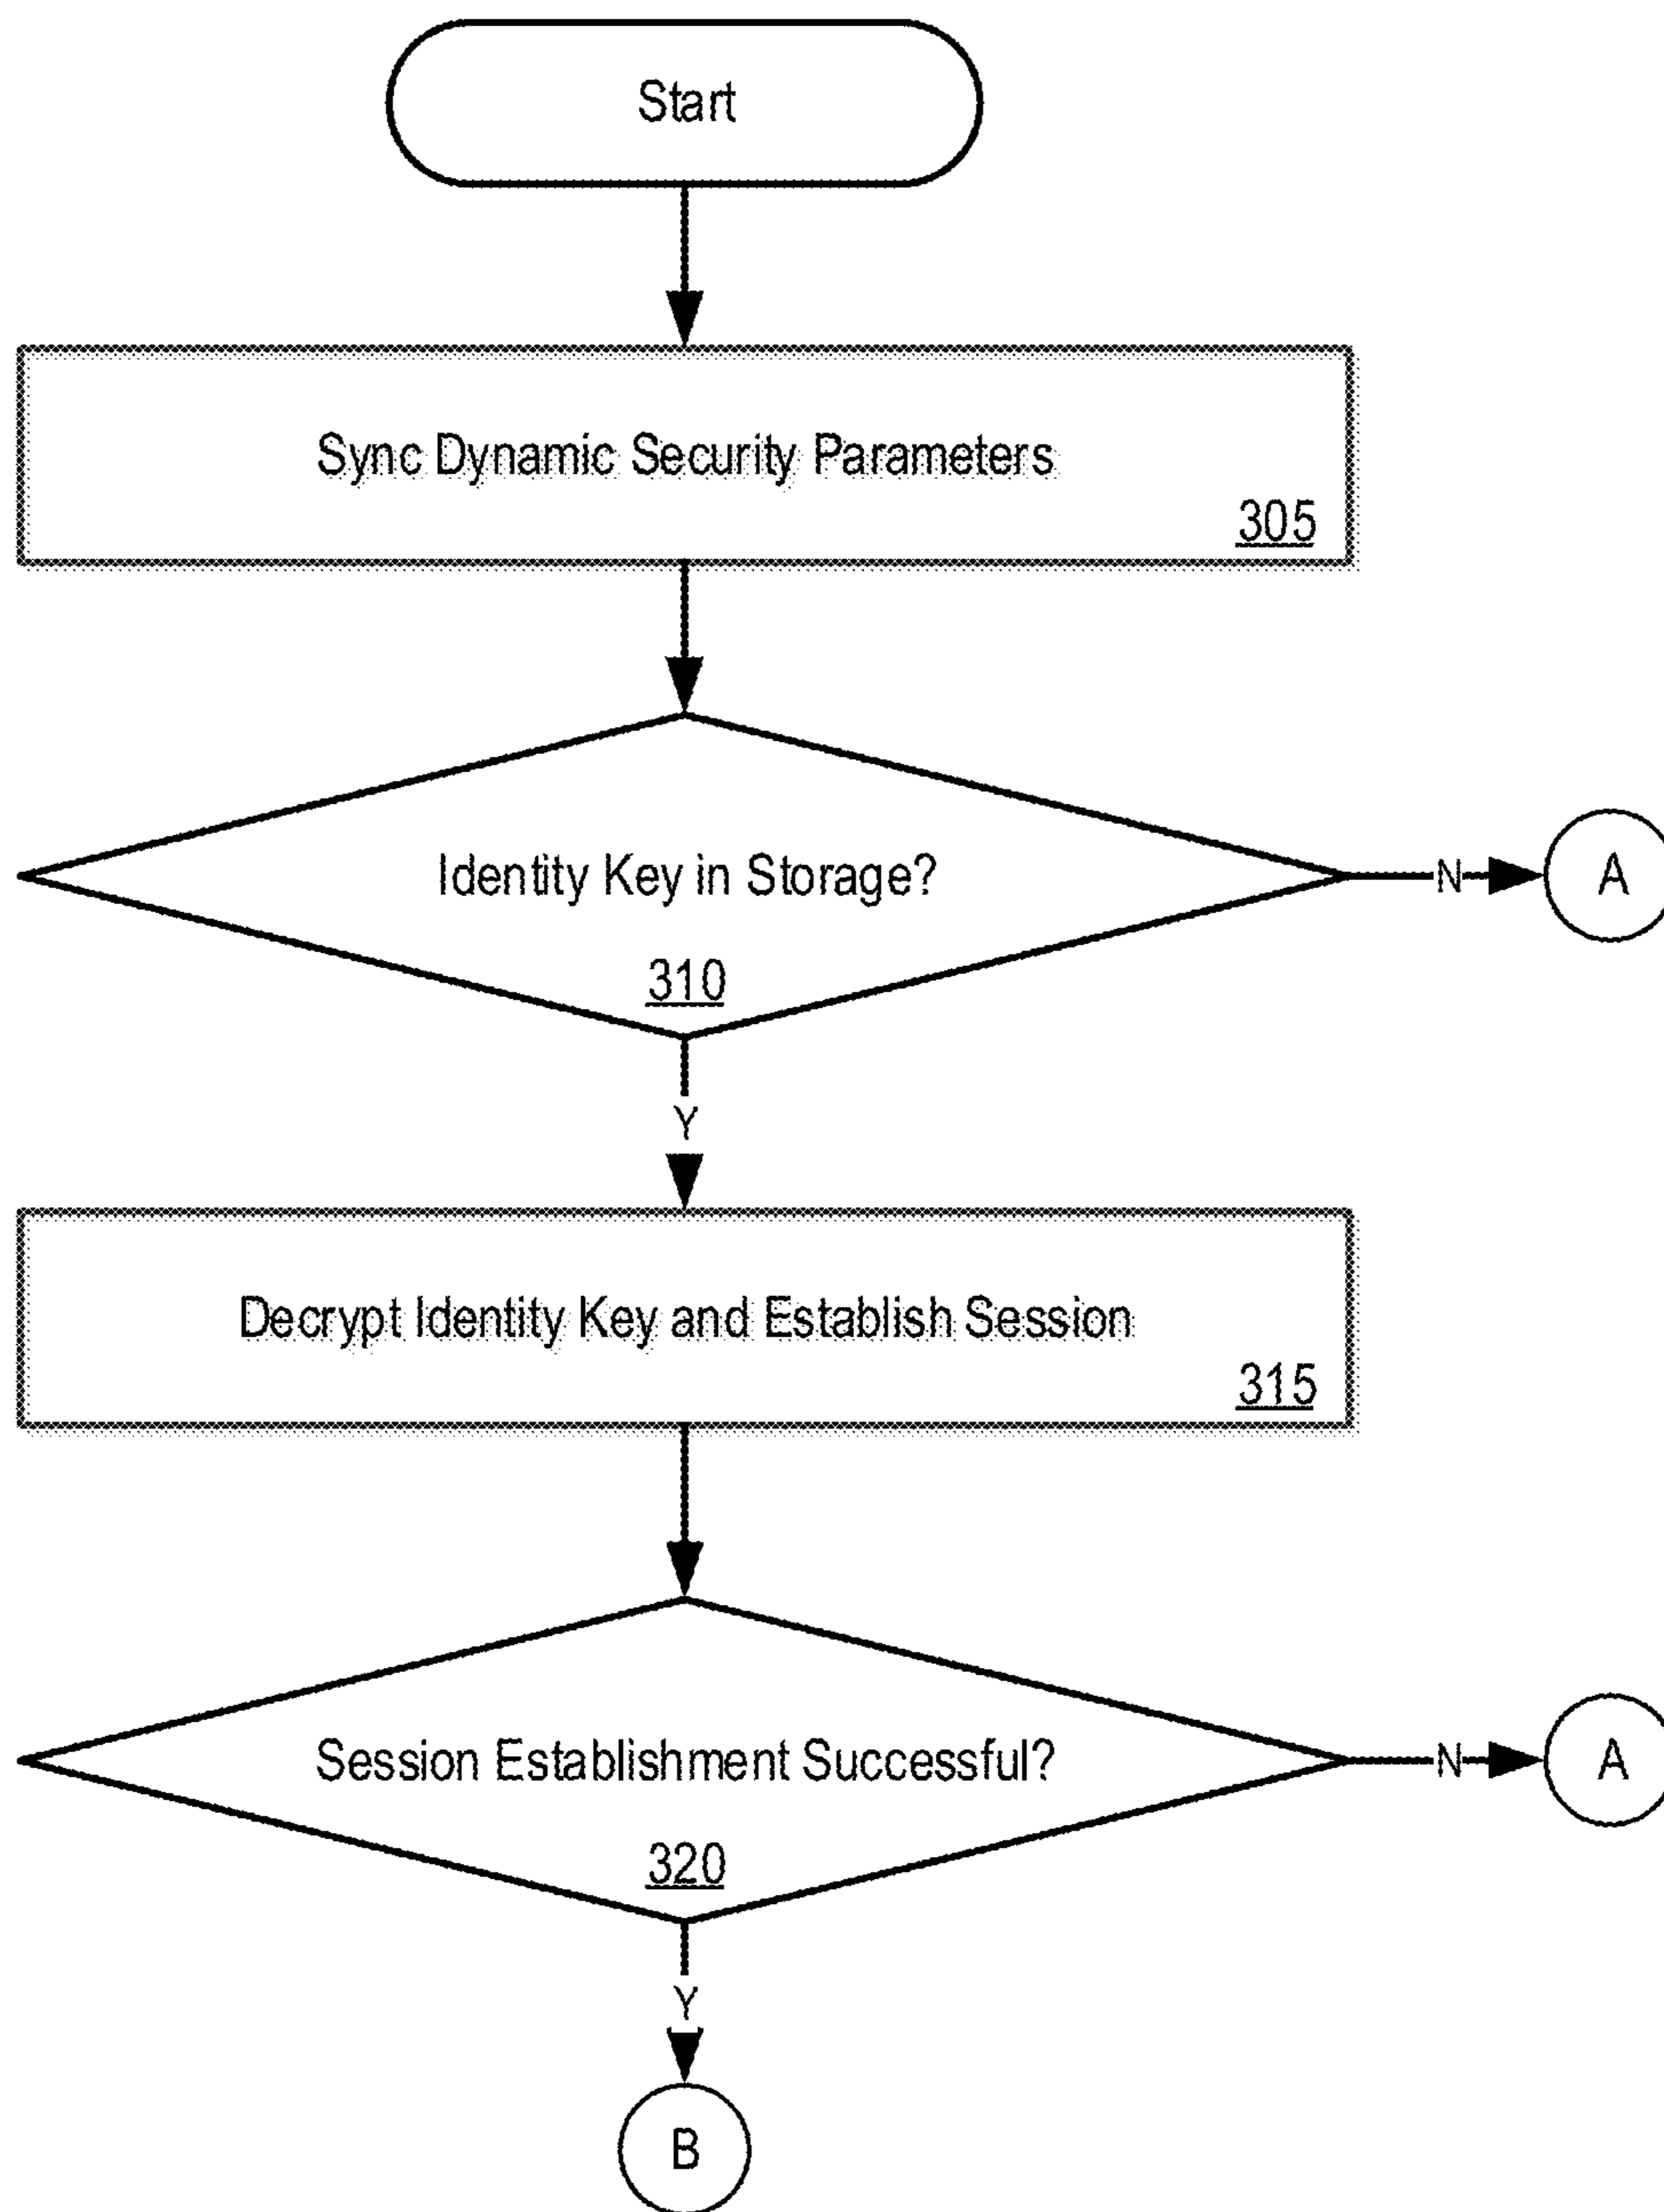 Start
Sync Dynamic Security Parameters
305
Identity Key in Storage?
N
A
310
Y
Decrypt Identity Key and Establish Session
315
Session Establishment Successful?
N
A
320
Y
B